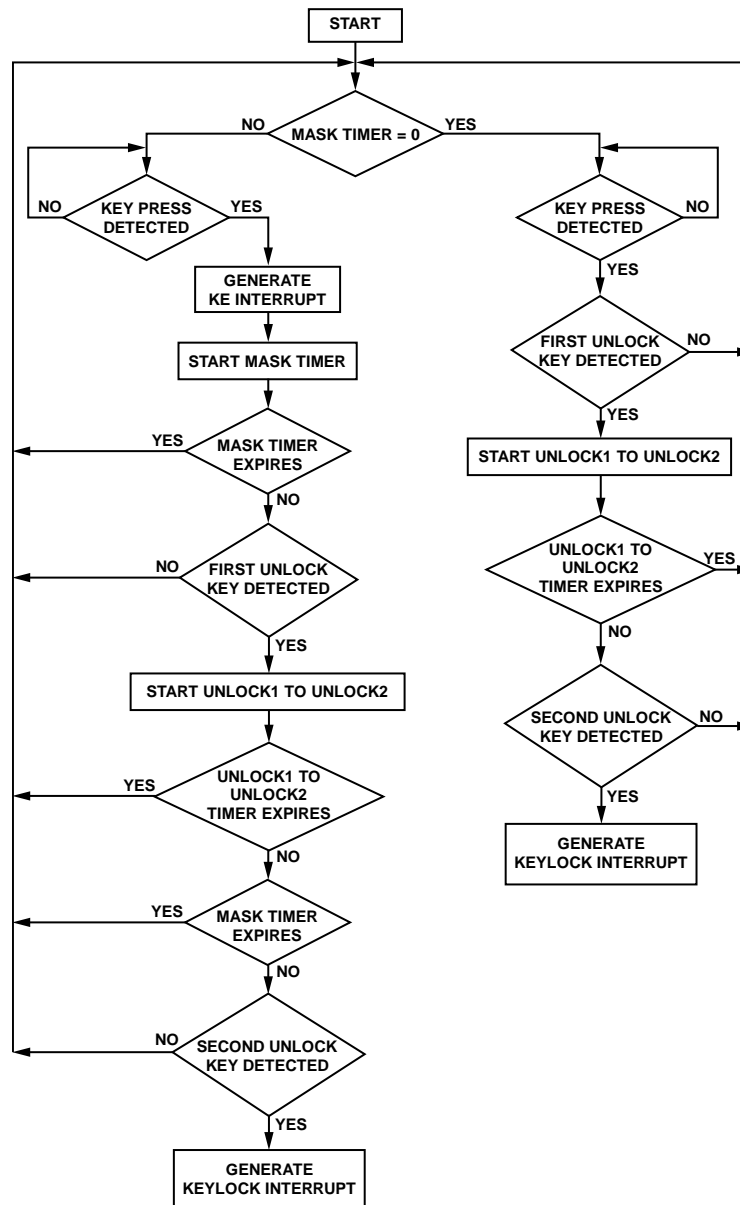 START
MASK TIMER = 0
NO
YES
KEY PRESS
DETECTED
NO
YES
GENERATE
KE INTERRUPT
START MASK TIMER
MASK TIMER
EXPIRES
YES
NO
FIRST UNLOCK
KEY DETECTED
NO
YES
START UNLOCK1 TO UNLOCK2
UNLOCK1 TO
UNLOCK2
TIMER EXPIRES
YES
NO
MASK TIMER
EXPIRES
YES
NO
SECOND UNLOCK
KEY DETECTED
NO
YES
GENERATE
KEYLOCK INTERRUPT
KEY PRESS
DETECTED
NO
YES
FIRST UNLOCK
KEY DETECTED
NO
YES
START UNLOCK1 TO UNLOCK2
UNLOCK1 TO
UNLOCK2
TIMER EXPIRES
YES
NO
SECOND UNLOCK
KEY DETECTED
NO
YES
GENERATE
KEYLOCK INTERRUPT